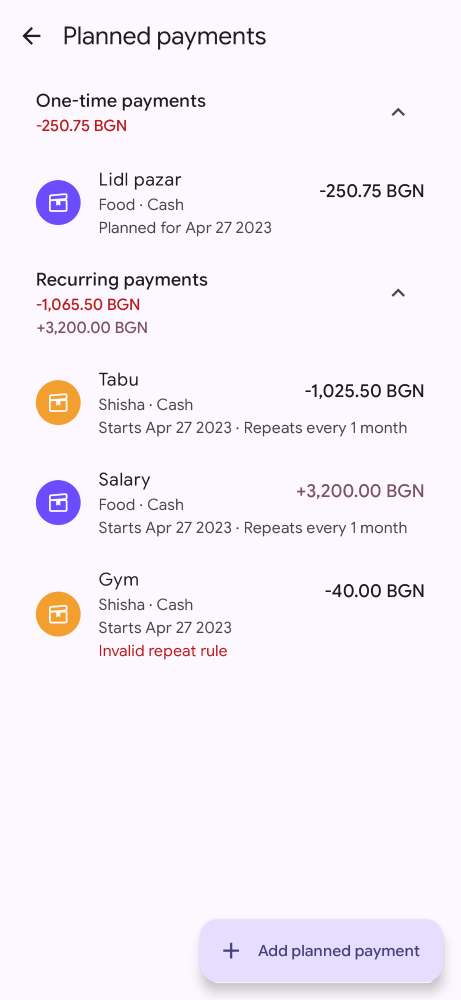 Planned payments
One-time payments
-250.75 BGN
Lidl pazar
-250.75 BGN
Food · Cash
Planned for Apr 27 2023
Recurring payments
-1,065.50 BGN
+3,200.00 BGN
Tabu
-1,025.50 BGN
Shisha · Cash
Starts Apr 27 2023 · Repeats every 1 month
Salary
+3,200.00 BGN
Food · Cash
Starts Apr 27 2023 · Repeats every 1 month
Gym
-40.00 BGN
Shisha · Cash
Starts Apr 27 2023
Invalid repeat rule
Add planned payment